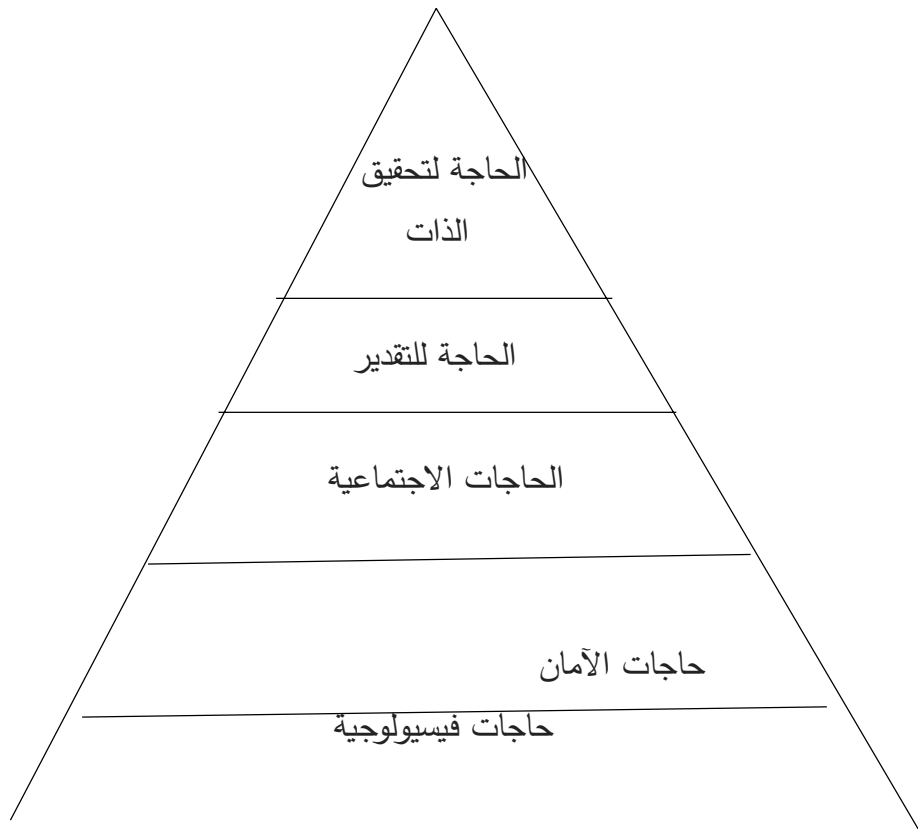 الحاجة لتحقيق
الذات
الحاجة للتقدير
الحاجات الاجتماعية
حاجات الآمان
حاجات فيسيولوجية